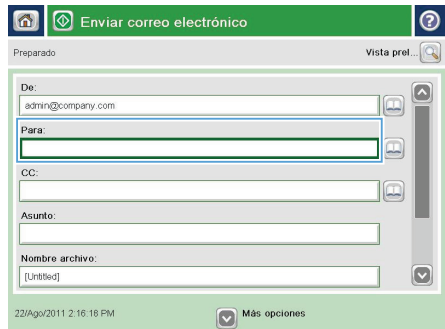 Enviar correo electrónico
Preparado
Vista prel...
De:
admin@company.com
Para:
CC:
Asunto:
Nombre archivo:
[Untitled]
22/Ago/2011 2:16:16 PM
Más opciones